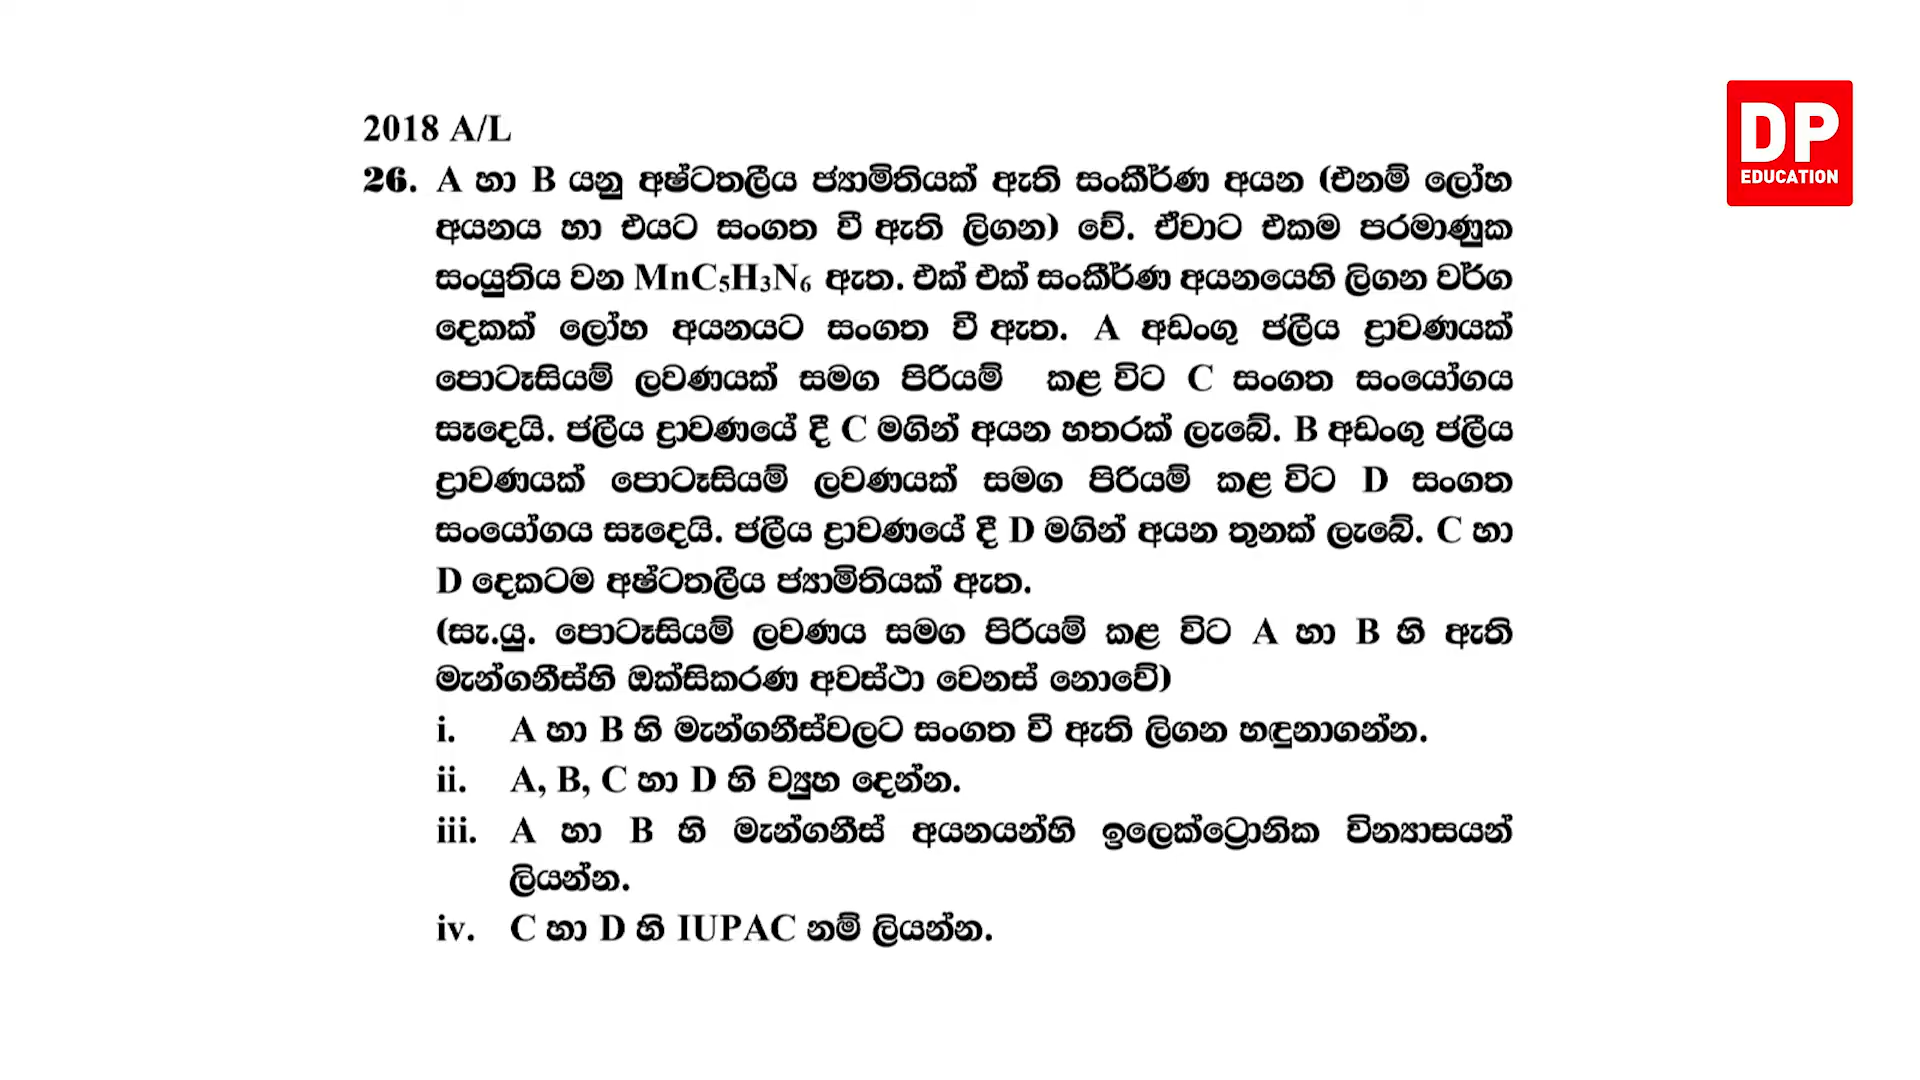 DP
EDUCATION
2018 A/L
26. A හා B යනු අෂ්ටතලීය ජ්‍යාමිතියක් ඇති සංකීර්ණ අයන (එනම් ලෝහ
අයනය හා එයට සංගත වී ඇති ලිගන) වේ. ඒවාට එකම පරමාණුක
සංයුතිය වන MnC₅H₃N₆ ඇත. එක් එක් සංකීර්ණ අයනයෙහි ලිගන වර්ග
දෙකක් ලෝහ අයනයට සංගත වී ඇත. A අඩංගු ජලීය ද්‍රාවණයක්
පොටෑසියම් ලවණයක් සමග පිරියම් කළ විට C සංගත සංයෝගය
සෑදෙයි. ජලීය ද්‍රාවණයේ දී C මගින් අයන හතරක් ලැබේ. B අඩංගු ජලීය
ද්‍රාවණයක් පොටෑසියම් ලවණයක් සමග පිරියම් කළ විට D සංගත
සංයෝගය සෑදෙයි. ජලීය ද්‍රාවණයේ දී D මගින් අයන තුනක් ලැබේ. C හා
D දෙකටම අෂ්ටතලීය ජ්‍යාමිතියක් ඇත.
(සැ.යු. පොටෑසියම් ලවණය සමග පිරියම් කළ විට A හා B හි ඇති
මැන්ගනීස්හි ඔක්සිකරණ අවස්ථා වෙනස් නොවේ)
i. A හා B හි මැන්ගනීස්වලට සංගත වී ඇති ලිගන හඳුනාගන්න.
ii. A, B, C හා D හි ව්‍යුහ දෙන්න.
iii. A හා B හි මැන්ගනීස් අයනයන්හි ඉලෙක්ට්‍රොනික වින්‍යාසයන්
ලියන්න.
iv. C හා D හි IUPAC නම් ලියන්න.